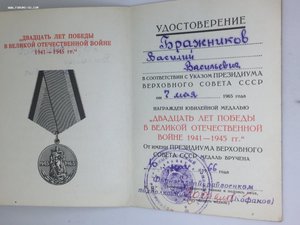 „ДВАДЦАТЬ ЛЕТ ПОБЕДЫ
В ВЕЛИКОЙ ОТЕЧЕСТВЕННОЙ ВОЙНЕ
1941—1945 гг."
УДОСТОВЕРЕНИЕ
Бражников
Василий
Васильевич
В СООТВЕТСТВИИ С УКАЗОМ ПРЕЗИДИУМА
ВЕРХОВНОГО СОВЕТА СССР
от 7 мая 1965 года
НАГРАЖДЕН ЮБИЛЕЙНОЙ МЕДАЛЬЮ
„ДВАДЦАТЬ ЛЕТ ПОБЕДЫ
В ВЕЛИКОЙ ОТЕЧЕСТВЕННОЙ
ВОЙНЕ 1941—1945 гг."
ОТ ИМЕНИ ПРЕЗИДИУМА ВЕРХОВНОГО
СОВЕТА СССР МЕДАЛЬ ВРУЧЕНА